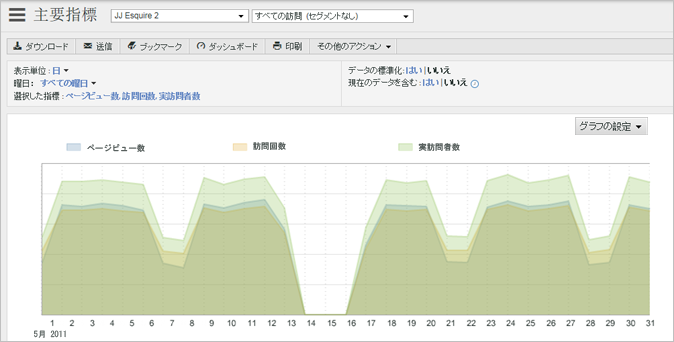 主要指標 JJ Esquire 2 すべての訪問 (セグメントなし)
ダウンロード 送信 ブックマーク ダッシュボード 印刷 その他のアクション
表示単位 : 日 データの標準化: はい | いいえ
曜日: すべての曜日 現在のデータを含む : はい | いいえ
選択した指標 : ページビュー数, 訪問回数, 実訪問者数
グラフの設定
ページビュー数 訪問回数 実訪問者数
1 2 3 4 5 6 7 8 9 10 11 12 13 14 15 16 17 18 19 20 21 22 23 24 25 26 27 28 29 30 31
5月 2011